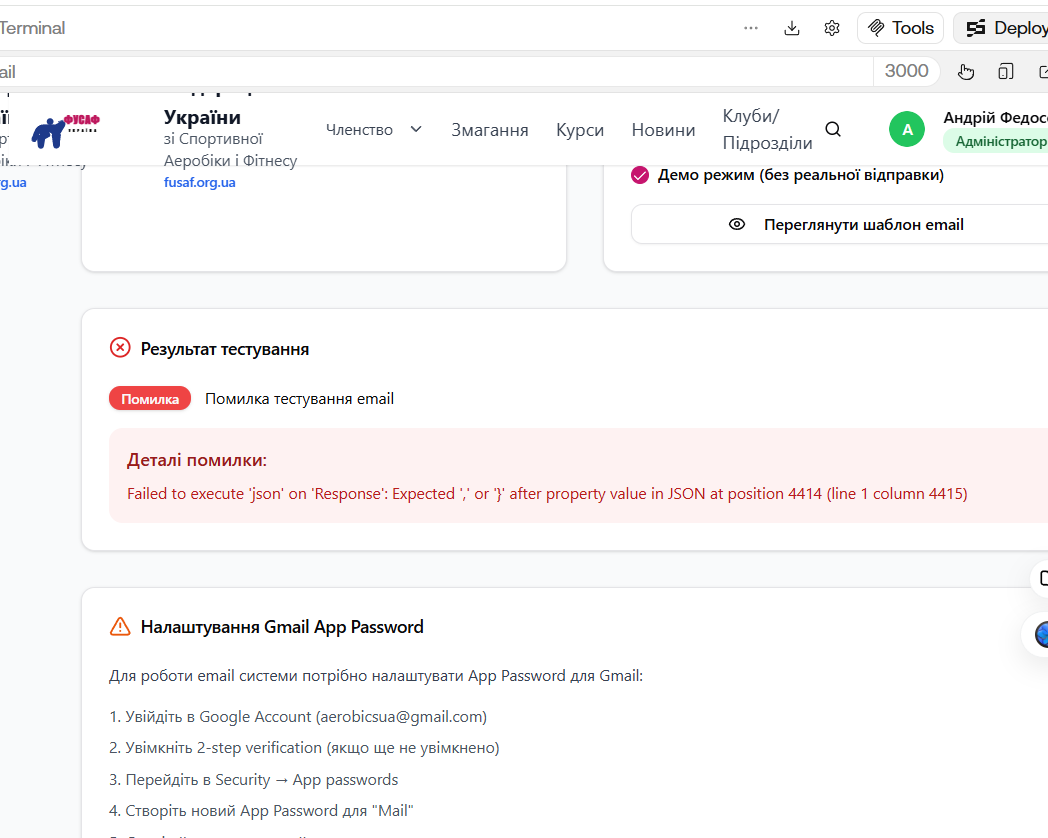 Terminal
Tools
Deploy
ail
3000
ФУСАФ
УКРАЇНА
України
зі Спортивної
Аеробіки і Фітнесу
fusaf.org.ua
g.ua
Членство
Змагання
Курси
Новини
Клуби/
Підрозділи
А
Андрій Федосе
Адміністратор
Демо режим (без реальної відправки)
Переглянути шаблон email
Результат тестування
Помилка
Помилка тестування email
Деталі помилки:
Failed to execute 'json' on 'Response': Expected ',' or '}' after property value in JSON at position 4414 (line 1 column 4415)
Налаштування Gmail App Password
Для роботи email системи потрібно налаштувати App Password для Gmail:
1. Увійдіть в Google Account (aerobicsua@gmail.com)
2. Увімкніть 2-step verification (якщо ще не увімкнено)
3. Перейдіть в Security → App passwords
4. Створіть новий App Password для "Mail"